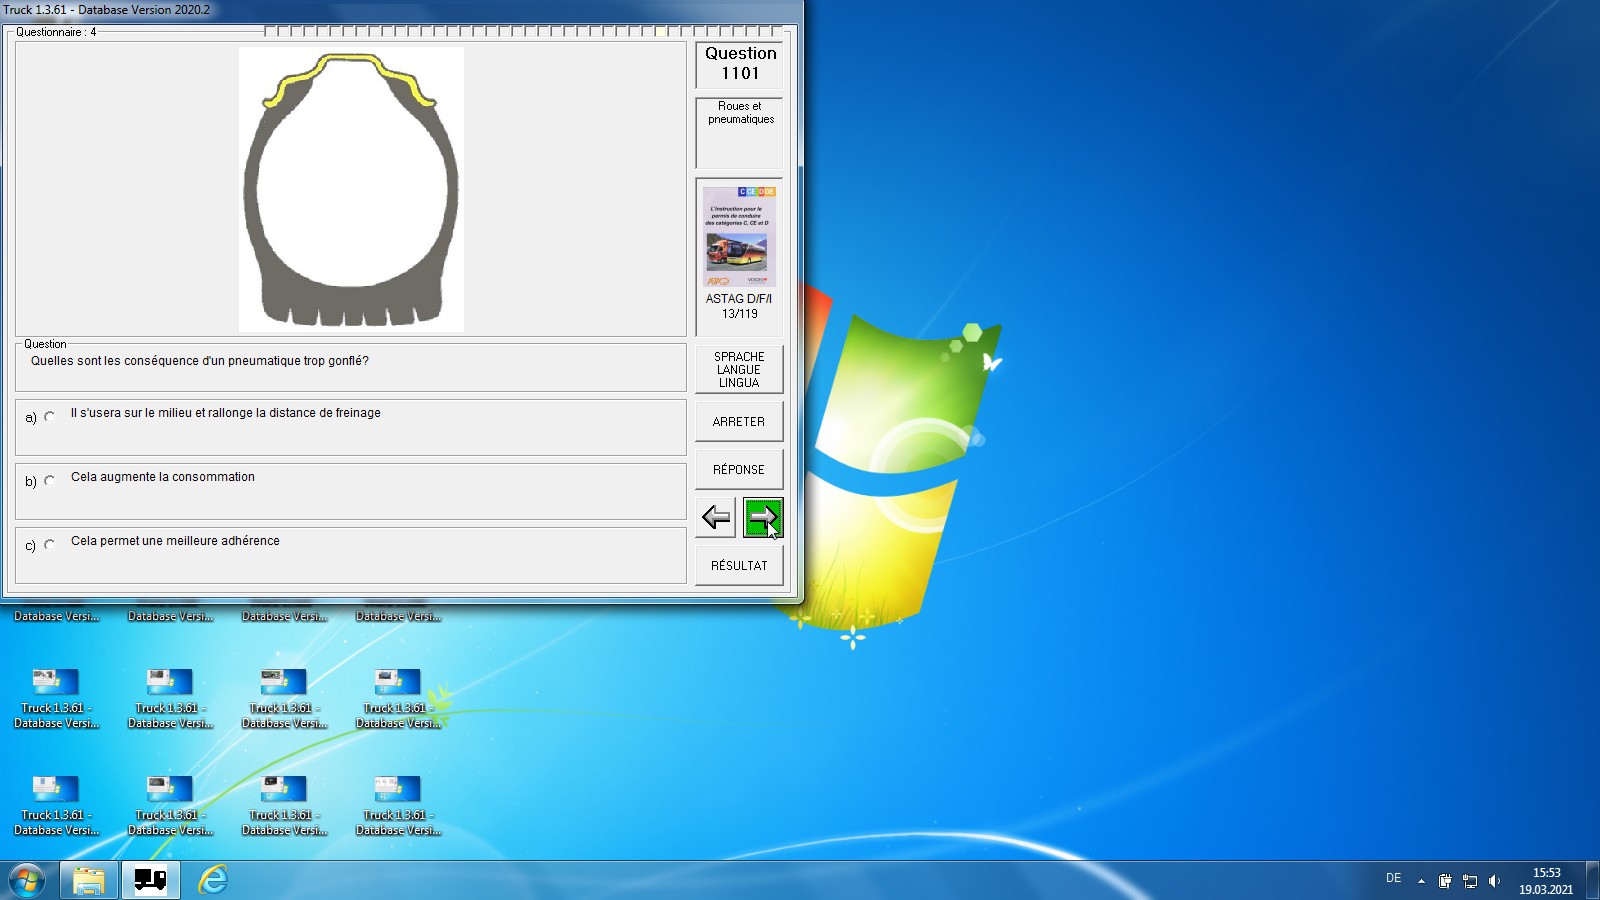 Truck 1.3.61 - Database Version 2020.2
Questionnaire : 4
Question
1101
Roues et
pneumatiques
C CE D DE
L'instruction pour le
permis de conduire
des catégories C, CE et D
ASTAG D/F/I
13/119
Question
Quelles sont les conséquence d'un pneumatique trop gonflé?
a) Il s'usera sur le milieu et rallonge la distance de freinage
b) Cela augmente la consommation
c) Cela permet une meilleure adhérence
SPRACHE
LANGUE
LINGUA
ARRETER
RÉPONSE
RÉSULTAT
Database Versi... Database Versi... Database Versi... Database Versi...
Truck 1.3.61 - Truck 1.3.61 - Truck 1.3.61 - Truck 1.3.61 -
Database Versi... Database Versi... Database Versi... Database Versi...
Truck 1.3.61 - Truck 1.3.61 - Truck 1.3.61 - Truck 1.3.61 -
Database Versi... Database Versi... Database Versi... Database Versi...
DE
15:53
19.03.2021